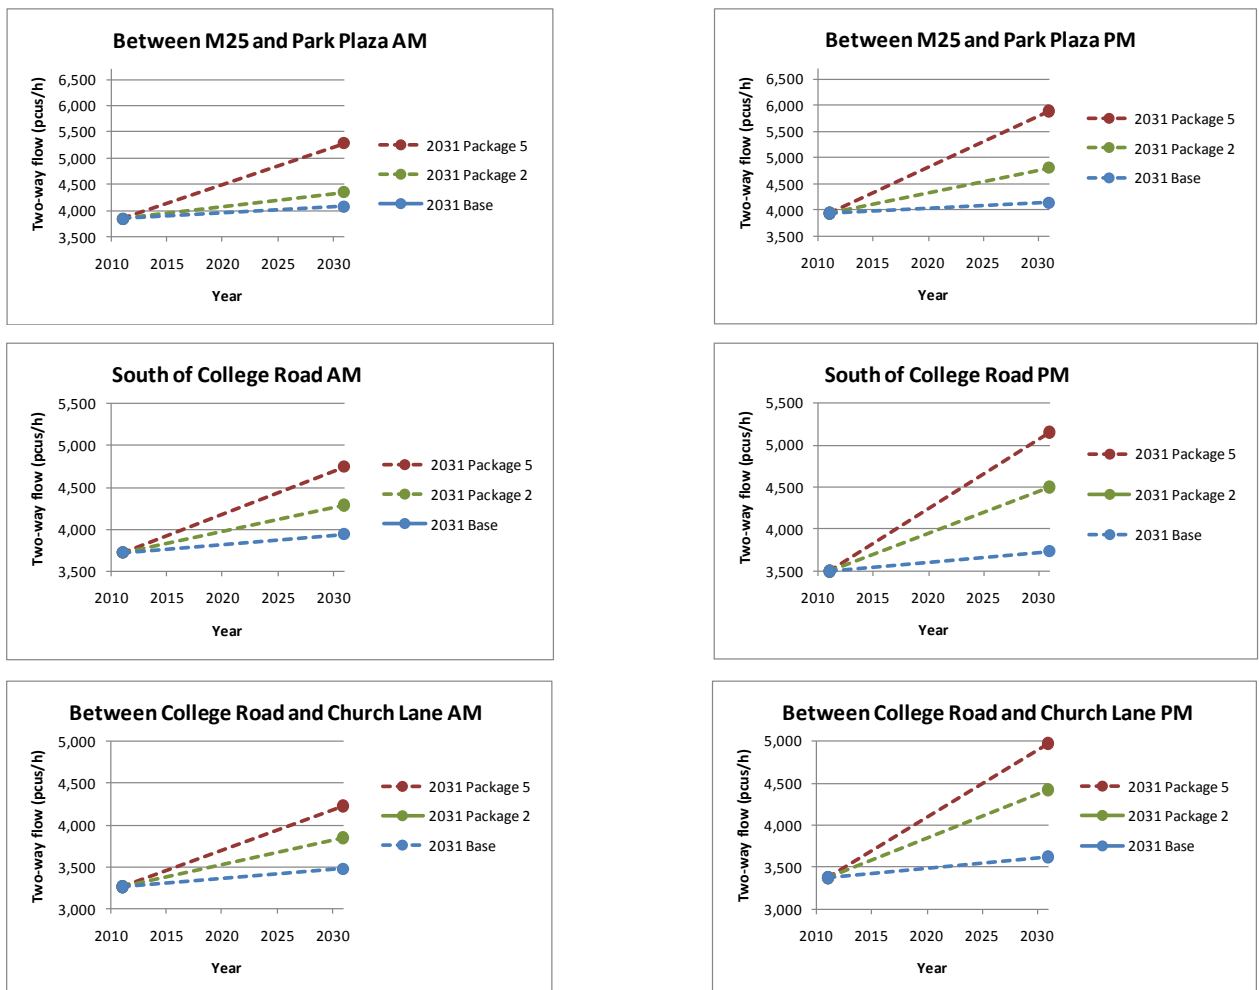 Between M25 and Park Plaza AM
Two-way flow (pcus/h)
6,500
6,000
5,500
5,000
4,500
4,000
3,500
2010 2015 2020 2025 2030
Year
2031 Package 5
2031 Package 2
2031 Base
Between M25 and Park Plaza PM
Two-way flow (pcus/h)
6,500
6,000
5,500
5,000
4,500
4,000
3,500
2010 2015 2020 2025 2030
Year
2031 Package 5
2031 Package 2
2031 Base
South of College Road AM
Two-way flow (pcus/h)
5,500
5,000
4,500
4,000
3,500
2010 2015 2020 2025 2030
Year
2031 Package 5
2031 Package 2
2031 Base
South of College Road PM
Two-way flow (pcus/h)
5,500
5,000
4,500
4,000
3,500
2010 2015 2020 2025 2030
Year
2031 Package 5
2031 Package 2
2031 Base
Between College Road and Church Lane AM
Two-way flow (pcus/h)
5,000
4,500
4,000
3,500
3,000
2010 2015 2020 2025 2030
Year
2031 Package 5
2031 Package 2
2031 Base
Between College Road and Church Lane PM
Two-way flow (pcus/h)
5,000
4,500
4,000
3,500
3,000
2010 2015 2020 2025 2030
Year
2031 Package 5
2031 Package 2
2031 Base